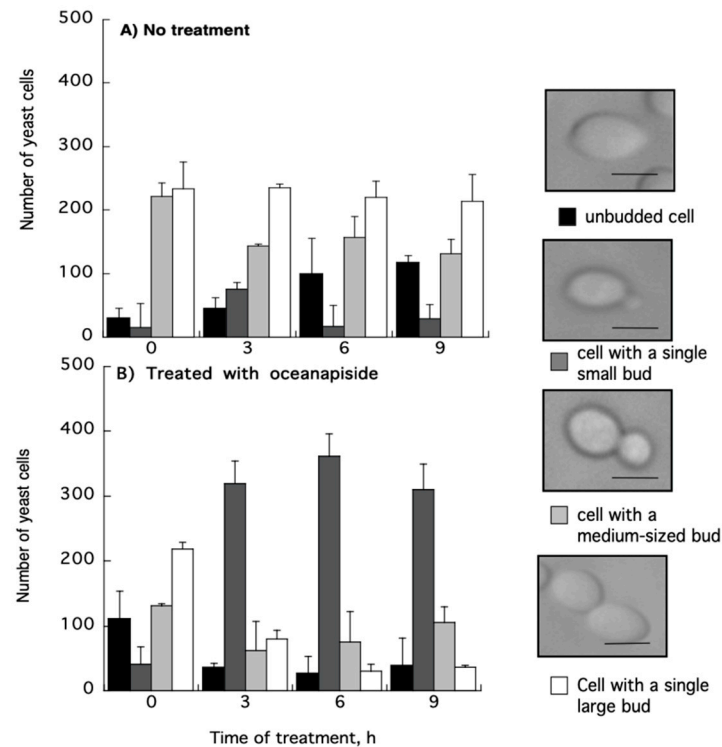 A) No treatment
500
400
300
200
100
0
Number of yeast cells
0 3 6 9
B) Treated with oceanapiside
500
400
300
200
100
0
Number of yeast cells
0 3 6 9
Time of treatment, h
unbudded cell
cell with a single
small bud
cell with a
medium-sized bud
Cell with a single
large bud